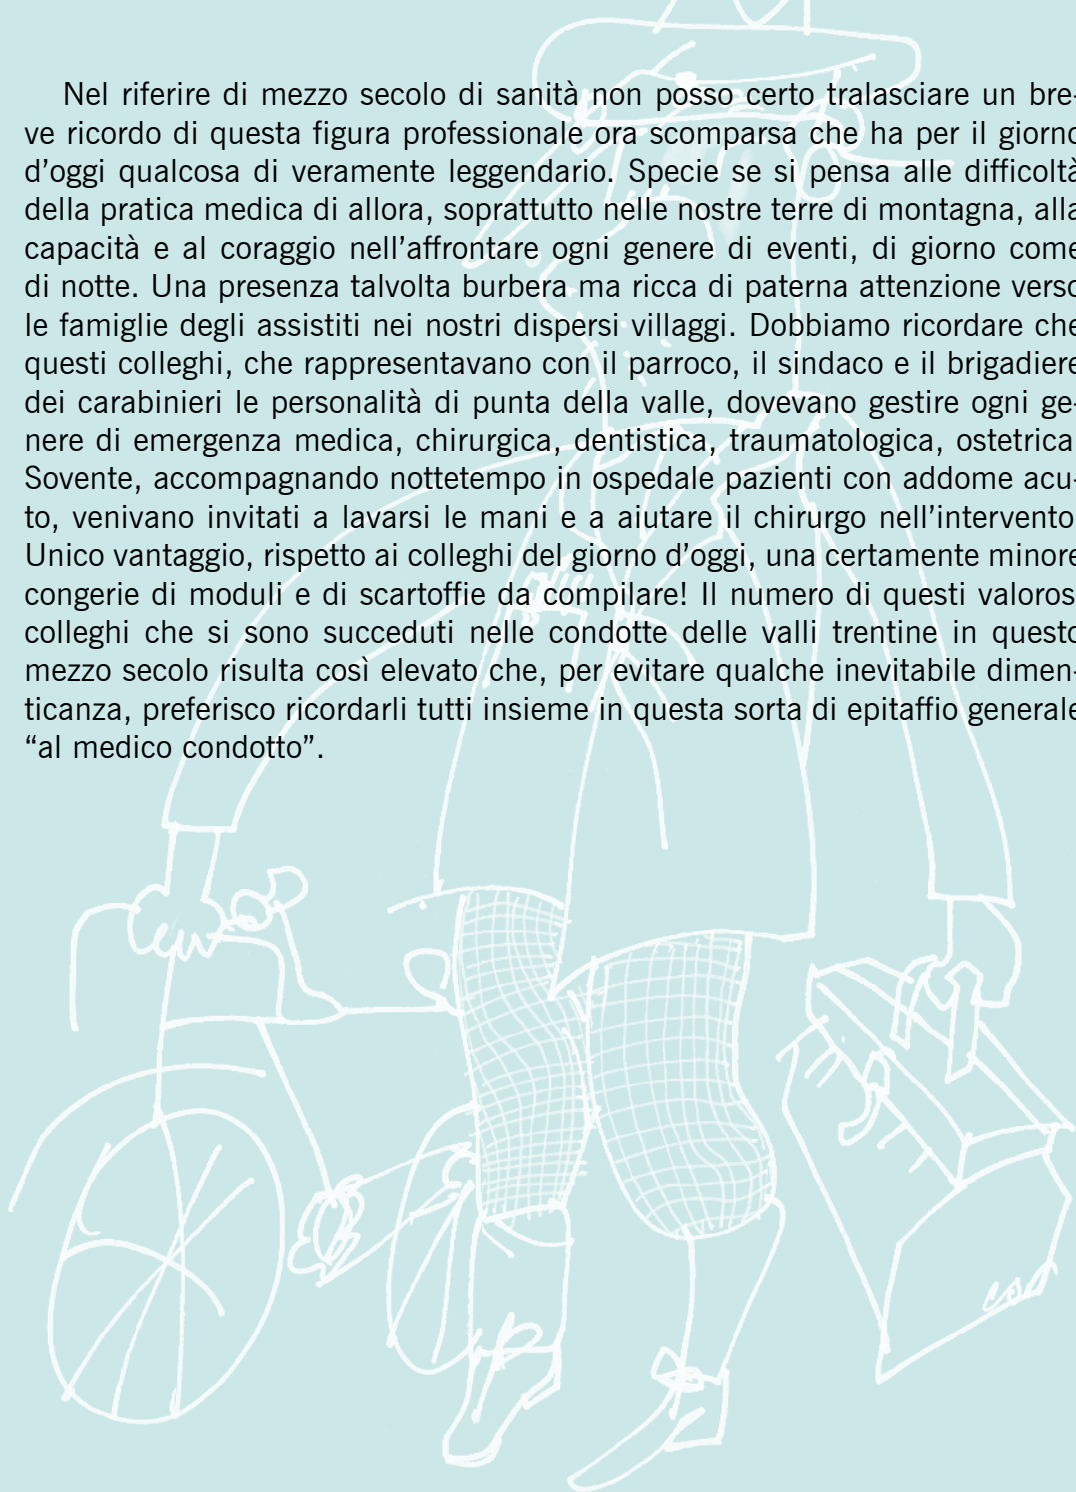 Nel riferire di mezzo secolo di sanità non posso certo tralasciare un bre-
ve ricordo di questa figura professionale ora scomparsa che ha per il giorno
d’oggi qualcosa di veramente leggendario. Specie se si pensa alle difficoltà
della pratica medica di allora, soprattutto nelle nostre terre di montagna, alla
capacità e al coraggio nell’affrontare ogni genere di eventi, di giorno come
di notte. Una presenza talvolta burbera ma ricca di paterna attenzione verso
le famiglie degli assistiti nei nostri dispersi villaggi. Dobbiamo ricordare che
questi colleghi, che rappresentavano con il parroco, il sindaco e il brigadiere
dei carabinieri le personalità di punta della valle, dovevano gestire ogni ge-
nere di emergenza medica, chirurgica, dentistica, traumatologica, ostetrica
Sovente, accompagnando nottetempo in ospedale pazienti con addome acu-
to, venivano invitati a lavarsi le mani e a aiutare il chirurgo nell’intervento
Unico vantaggio, rispetto ai colleghi del giorno d’oggi, una certamente minore
congerie di moduli e di scartoffie da compilare! Il numero di questi valorosi
colleghi che si sono succeduti nelle condotte delle valli trentine in questo
mezzo secolo risulta così elevato che, per evitare qualche inevitabile dimen-
ticanza, preferisco ricordarli tutti insieme in questa sorta di epitaffio generale
“al medico condotto”.